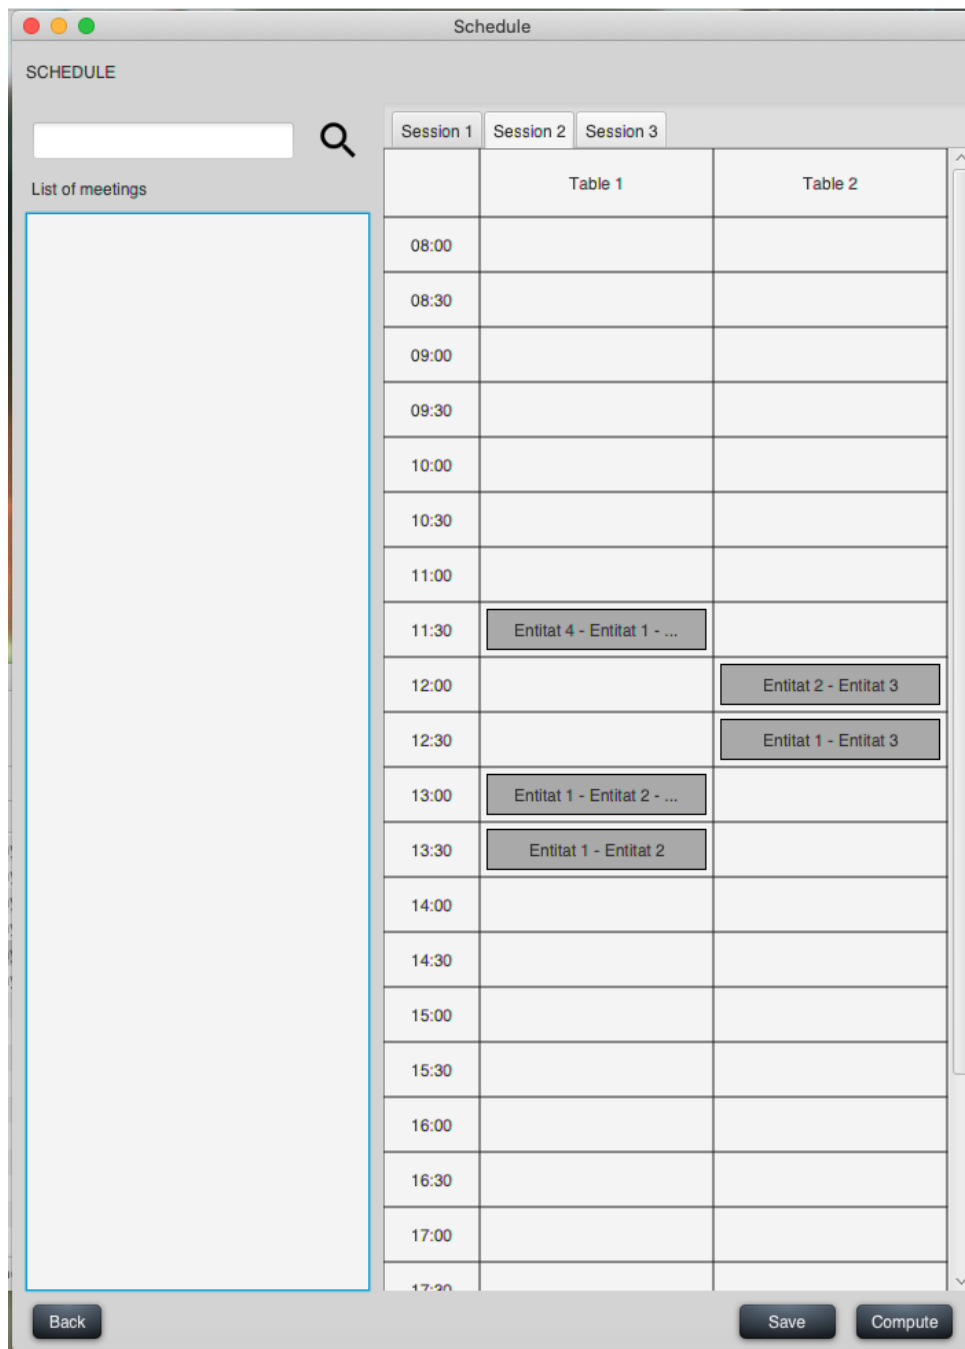 Schedule
SCHEDULE
List of meetings
Session 1 Session 2 Session 3
Table 1 Table 2
08:00
08:30
09:00
09:30
10:00
10:30
11:00
11:30 Entitat 4 - Entitat 1 - ...
12:00 Entitat 2 - Entitat 3
12:30 Entitat 1 - Entitat 3
13:00 Entitat 1 - Entitat 2 - ...
13:30 Entitat 1 - Entitat 2
14:00
14:30
15:00
15:30
16:00
16:30
17:00
17:30
Back Save Compute